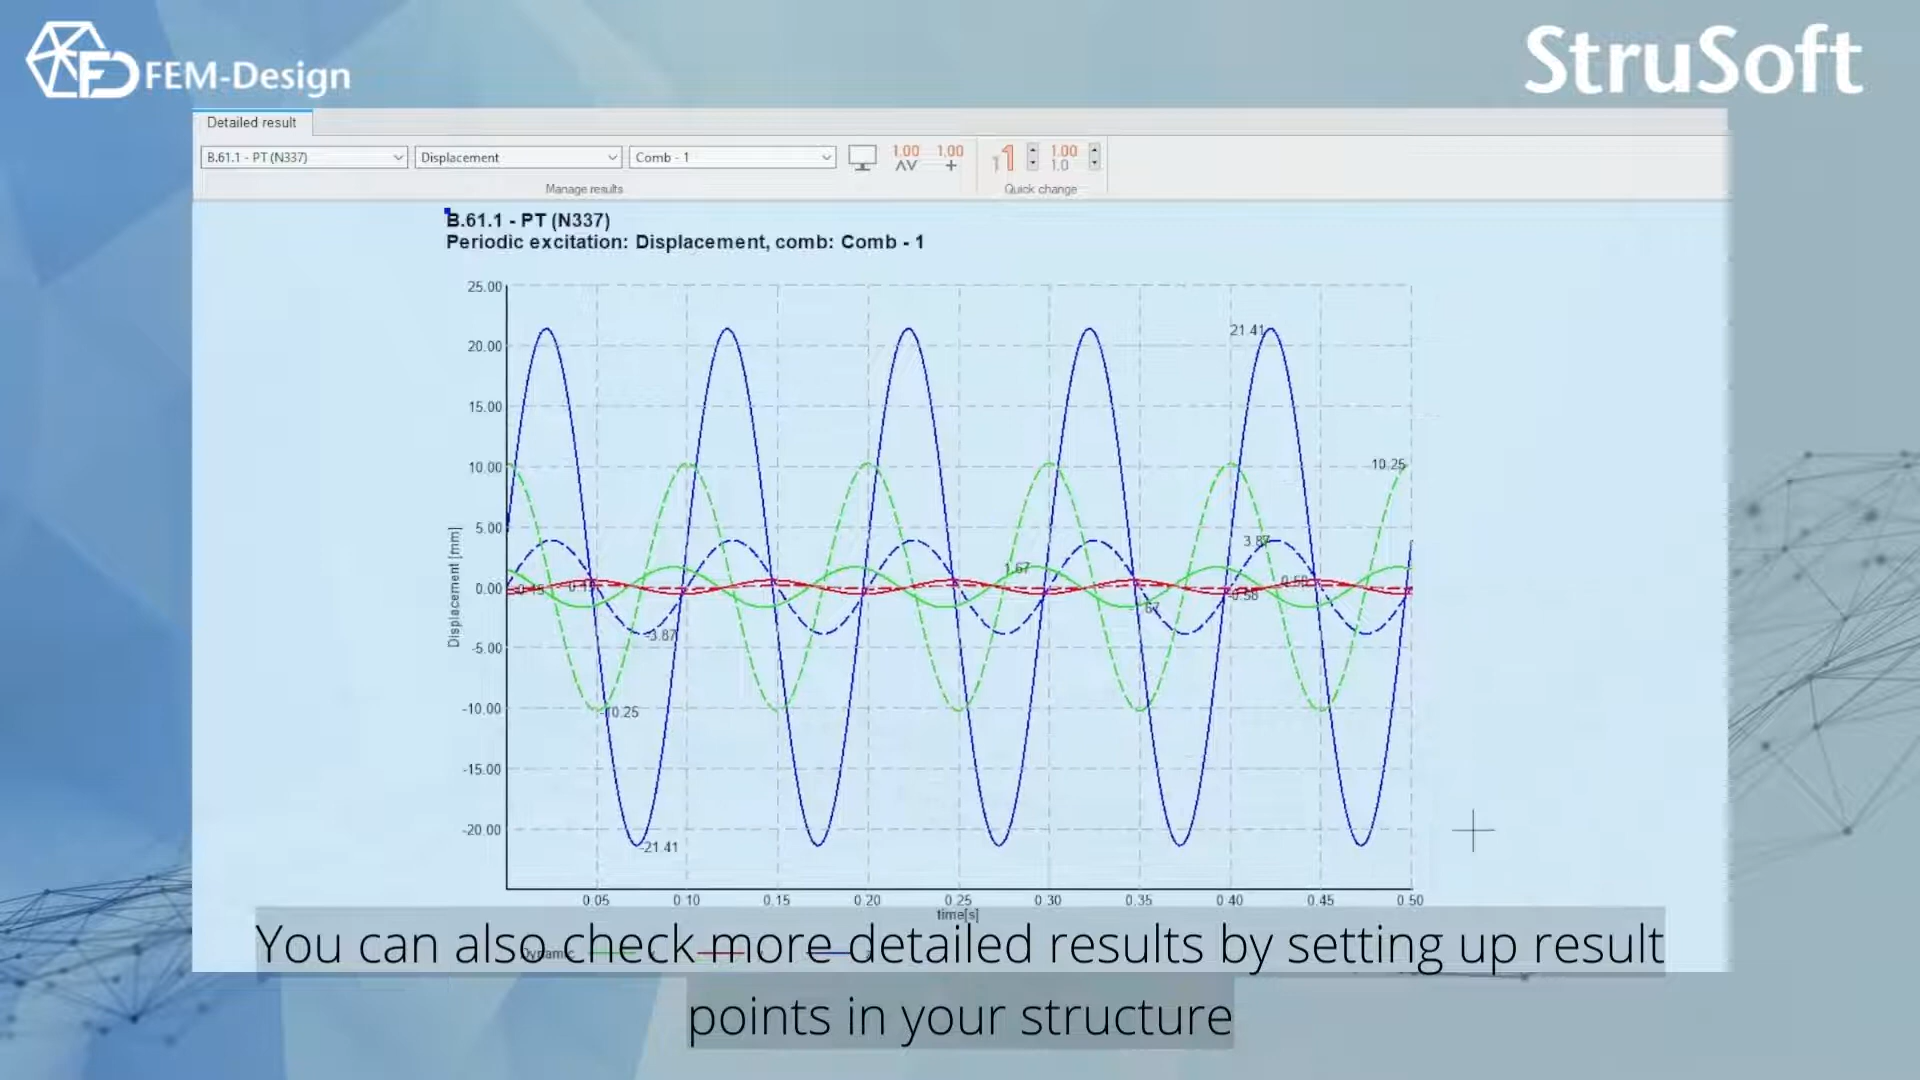 FEM-Design
StruSoft
Detailed result
B.61.1 - PT (N337)
Displacement
Comb - 1
1.00
1.00
1.00
1.0
Manage results
Quick change
B.61.1 - PT (N337)
Periodic excitation: Displacement, comb: Comb - 1
25.00
20.00
15.00
10.00
5.00
0.00
-5.00
-10.00
-15.00
-20.00
Displacement [mm]
21.41
10.25
3.87
1.67
0.58
-0.58
-3.87
-10.25
-21.41
0.05
0.10
0.15
0.20
0.25
0.30
0.35
0.40
0.45
0.50
time[s]
Dynamic
You can also check more detailed results by setting up result
points in your structure